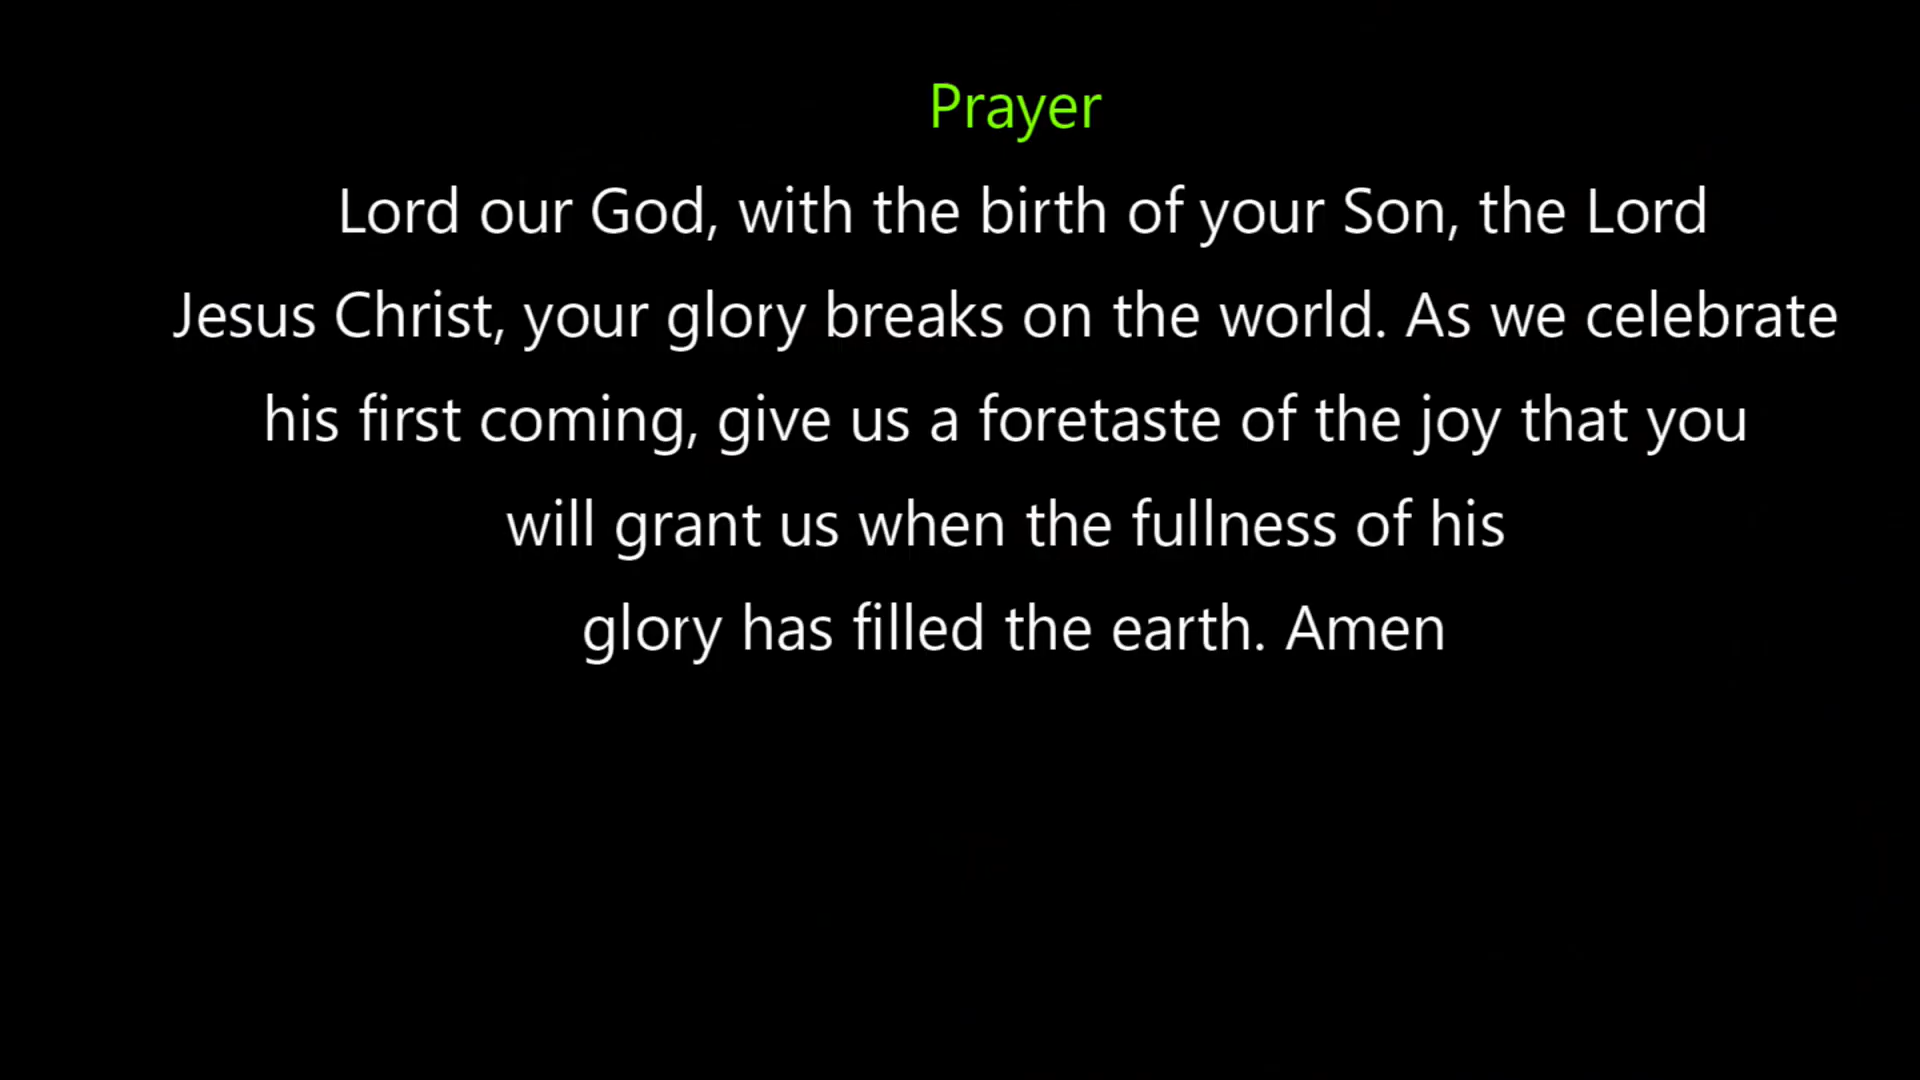 Prayer
Lord our God, with the birth of your Son, the Lord
Jesus Christ, your glory breaks on the world. As we celebrate
his first coming, give us a foretaste of the joy that you
will grant us when the fullness of his
glory has filled the earth. Amen